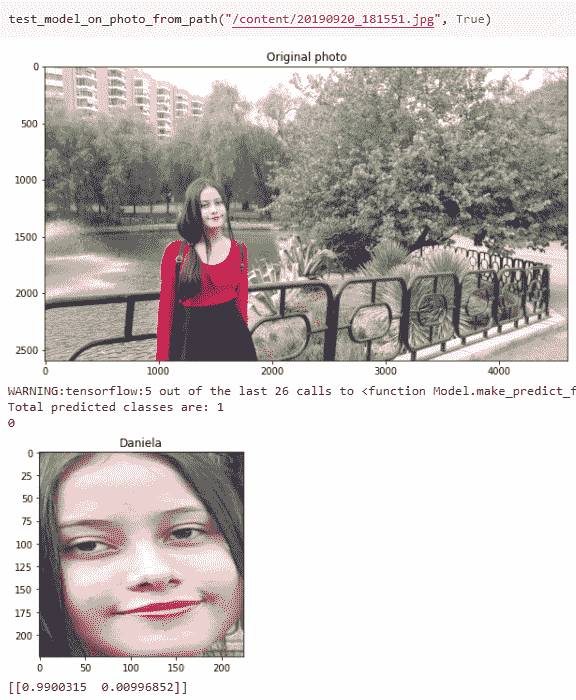 test_model_on_photo_from_path("/content/20190920_181551.jpg", True)
Original photo
0
500
1000
1500
2000
2500
0 1000 2000 3000 4000
WARNING:tensorflow:5 out of the last 26 calls to <function Model.make_predict_f
Total predicted classes are: 1
0
Daniela
0
25
50
75
100
125
150
175
200
0 50 100 150 200
[[0.9900315 0.00996852]]